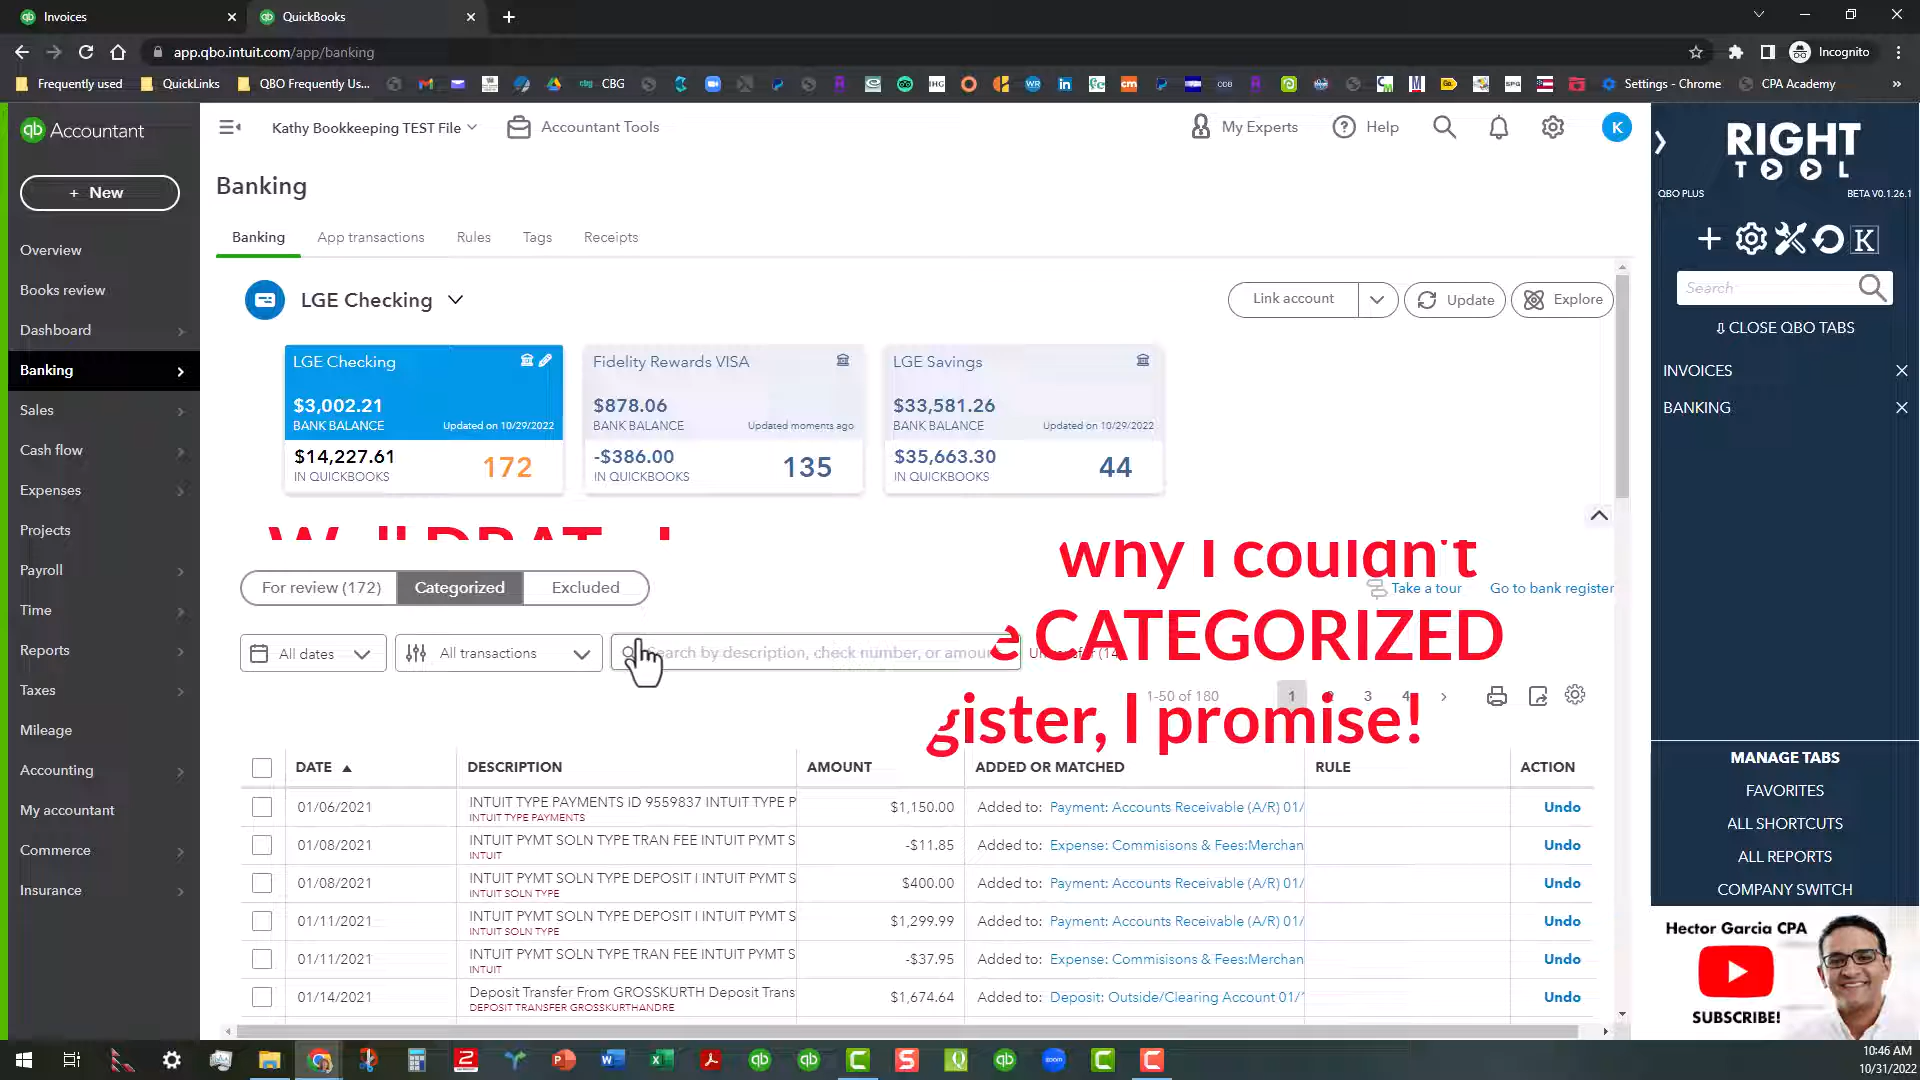 Invoices
QuickBooks
app.qbo.intuit.com/app/banking
Incognito
Frequently used
QuickLinks
QBO Frequently Us...
CBG
Settings - Chrome
CPA Academy
qb Accountant
+ New
Overview
Books review
Dashboard
Banking
Sales
Cash flow
Expenses
Projects
Payroll
Time
Reports
Taxes
Mileage
Accounting
My accountant
Commerce
Insurance
Kathy Bookkeeping TEST File
Accountant Tools
My Experts
Help
K
Banking
Banking App transactions Rules Tags Receipts
LGE Checking
Link account
Update
Explore
LGE Checking
$3,002.21
BANK BALANCE
Updated on 10/29/2022
$14,227.61
IN QUICKBOOKS
172
Fidelity Rewards VISA
$878.06
BANK BALANCE
Updated moments ago
-$386.00
IN QUICKBOOKS
135
LGE Savings
$33,581.26
BANK BALANCE
Updated on 10/29/2022
$35,663.30
IN QUICKBOOKS
44
why I couldn't
CATEGORIZED
gister, I promise!
For review (172)
Categorized
Excluded
Take a tour
Go to bank register
All dates
All transactions
Search by description, check number, or amoun
1-50 of 180
1 2 3 4 >
DATE DESCRIPTION AMOUNT ADDED OR MATCHED RULE ACTION
01/06/2021 INTUIT TYPE PAYMENTS ID 9559837 INTUIT TYPE P $1,150.00 Added to: Payment: Accounts Receivable (A/R) 01/ Undo
INTUIT TYPE PAYMENTS
01/08/2021 INTUIT PYMT SOLN TYPE TRAN FEE INTUIT PYMT S -$11.85 Added to: Expense: Commisisons & Fees:Merchan Undo
INTUIT
01/08/2021 INTUIT PYMT SOLN TYPE DEPOSIT I INTUIT PYMT S $400.00 Added to: Payment: Accounts Receivable (A/R) 01/ Undo
INTUIT SOLN TYPE
01/11/2021 INTUIT PYMT SOLN TYPE DEPOSIT I INTUIT PYMT S $1,299.99 Added to: Payment: Accounts Receivable (A/R) 01/ Undo
INTUIT SOLN TYPE
01/11/2021 INTUIT PYMT SOLN TYPE TRAN FEE INTUIT PYMT S -$37.95 Added to: Expense: Commisisons & Fees:Merchan Undo
INTUIT
01/14/2021 Deposit Transfer From GROSSKURTH Deposit Trans $1,674.64 Added to: Deposit: Outside/Clearing Account 01/ Undo
DEPOSIT TRANSFER GROSSKURTHANDRE
RIGHT
TOOL
QBO PLUS
BETA V0.1.26.1
K
Search
⇩ CLOSE QBO TABS
INVOICES
BANKING
MANAGE TABS
FAVORITES
ALL SHORTCUTS
ALL REPORTS
COMPANY SWITCH
Hector Garcia CPA
SUBSCRIBE!
10:46 AM
10/31/2022